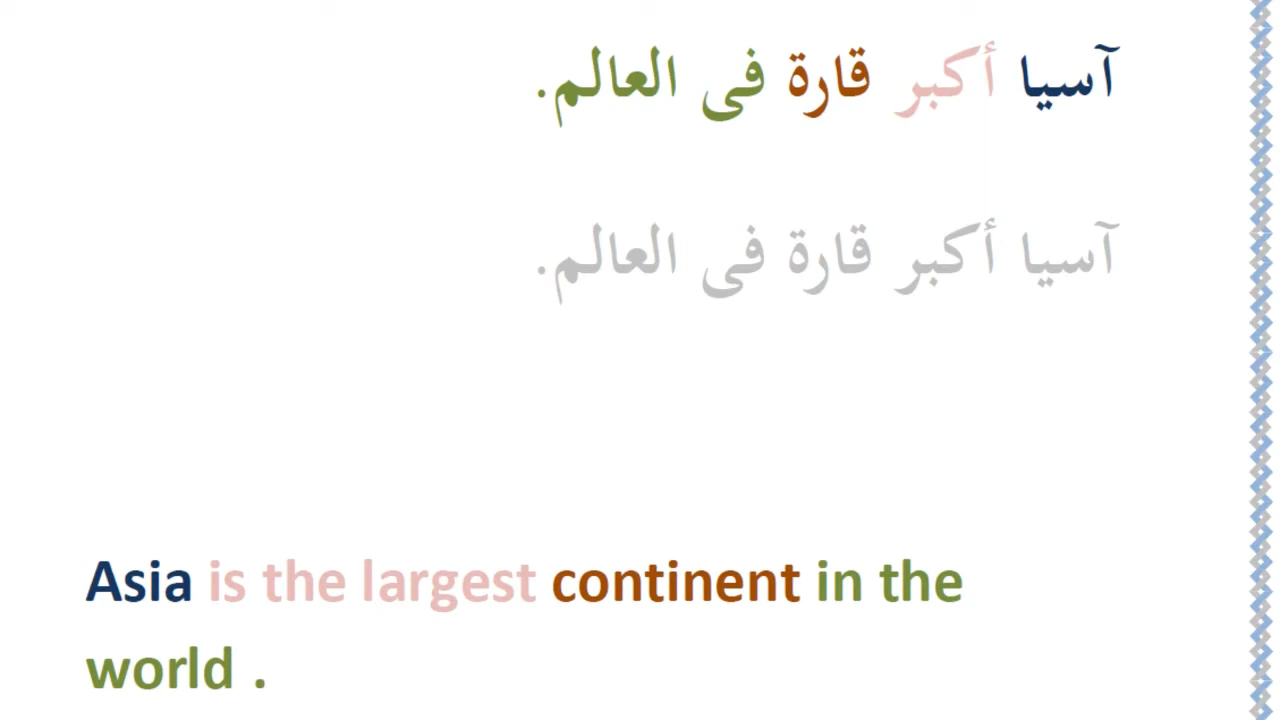 آسيا أكبر قارة فى العالم.
آسيا أكبر قارة فى العالم.
Asia is the largest continent in the
world .